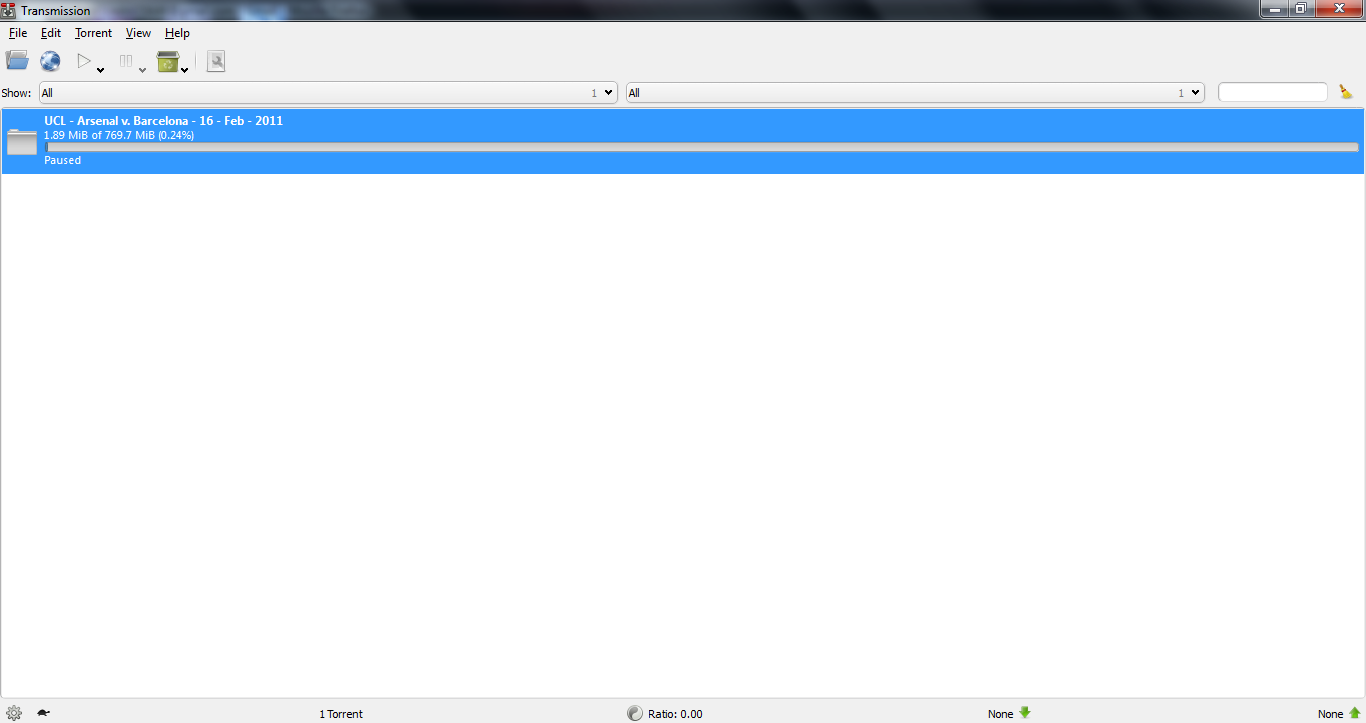 Transmission
File Edit Torrent View Help
Show: All 1 All 1
UCL - Arsenal v. Barcelona - 16 - Feb - 2011
1.89 MiB of 769.7 MiB (0.24%)
Paused
1 Torrent Ratio: 0.00 None None